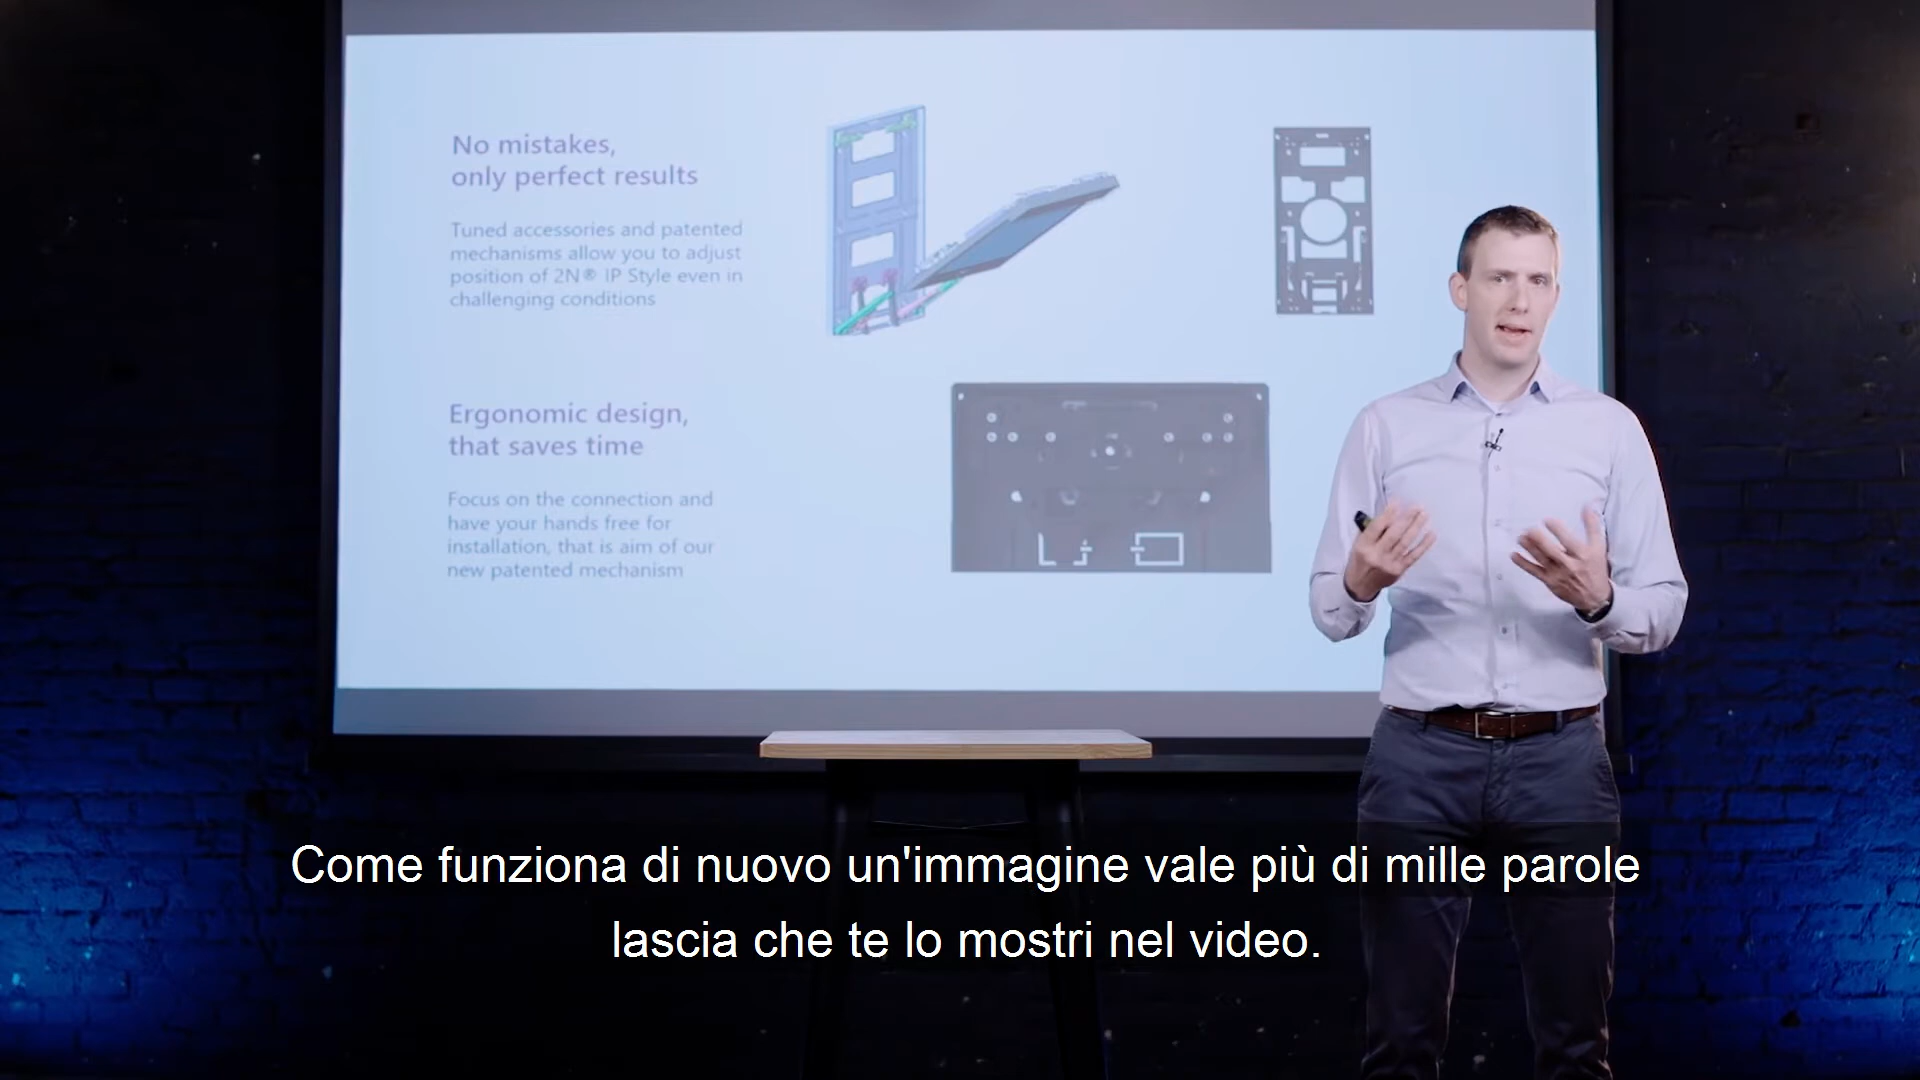 No mistakes,
only perfect results
Tuned accessories and patented
mechanisms allow you to adjust
position of 2N® IP Style even in
challenging conditions
Ergonomic design,
that saves time
Focus on the connection and
have your hands free for
installation, that is aim of our
new patented mechanism
Come funziona di nuovo un'immagine vale più di mille parole
lascia che te lo mostri nel video.